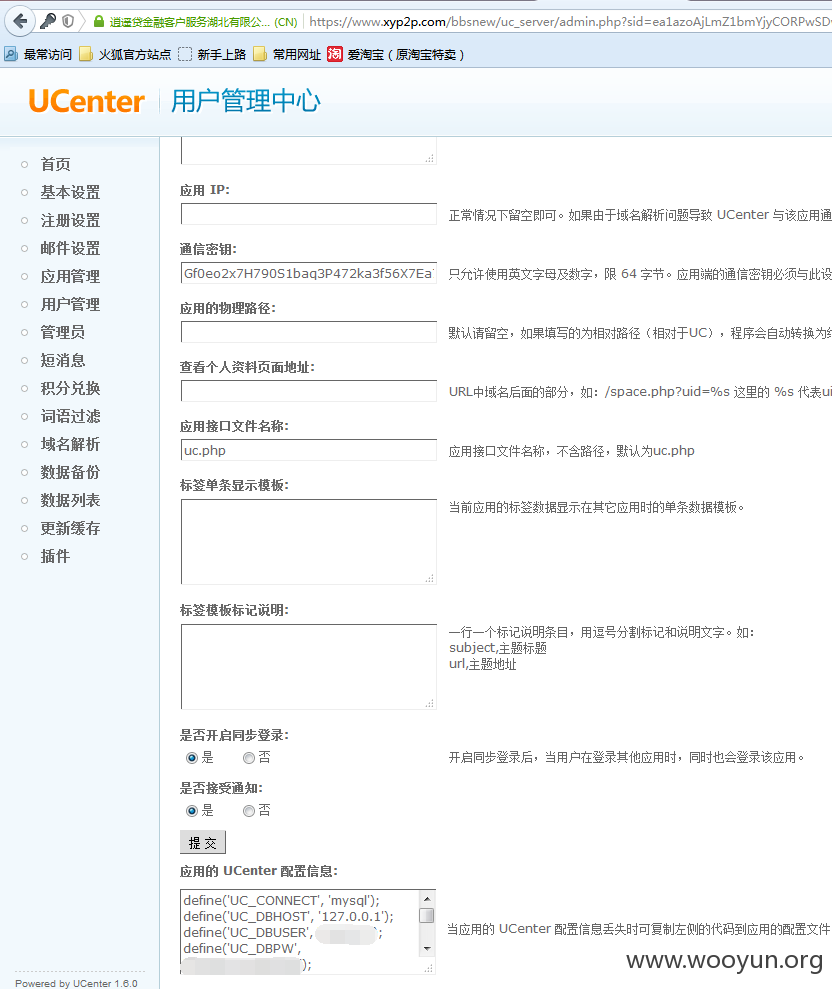 逍遥贷金融客户服务湖北有限公... (CN) https://www.xyp2p.com/bbsnew/uc_server/admin.php?sid=ea1azoAjLmZ1bmYjyCORPwSD
最常访问 火狐官方站点 新手上路 常用网址 淘 爱淘宝（原淘宝特卖）
UCenter 用户管理中心
首页
基本设置
注册设置
邮件设置
应用管理
用户管理
管理员
短消息
积分兑换
词语过滤
域名解析
数据备份
数据列表
更新缓存
插件
应用 IP:
正常情况下留空即可。如果由于域名解析问题导致 UCenter 与该应用通
通信密钥:
Gf0eo2x7H790S1baq3P472ka3f56X7Ea
只允许使用英文字母及数字，限 64 字节。应用端的通信密钥必须与此设
应用的物理路径:
默认请留空，如果填写的为相对路径（相对于UC），程序会自动转换为绝
查看个人资料页面地址:
URL中域名后面的部分，如：/space.php?uid=%s 这里的 %s 代表ui
应用接口文件名称:
uc.php
应用接口文件名称，不含路径，默认为uc.php
标签单条显示模板:
当前应用的标签数据显示在其它应用时的单条数据模板。
标签模板标记说明:
一行一个标记说明条目，用逗号分割标记和说明文字。如：
subject,主题标题
url,主题地址
是否开启同步登录:
是 否
开启同步登录后，当用户在登录其他应用时，同时也会登录该应用。
是否接受通知:
是 否
提 交
应用的 UCenter 配置信息:
define('UC_CONNECT', 'mysql');
define('UC_DBHOST', '127.0.0.1');
define('UC_DBUSER', ';
define('UC_DBPW',
');
当应用的 UCenter 配置信息丢失时可复制左侧的代码到应用的配置文件
www.wooyun.org
Powered by UCenter 1.6.0